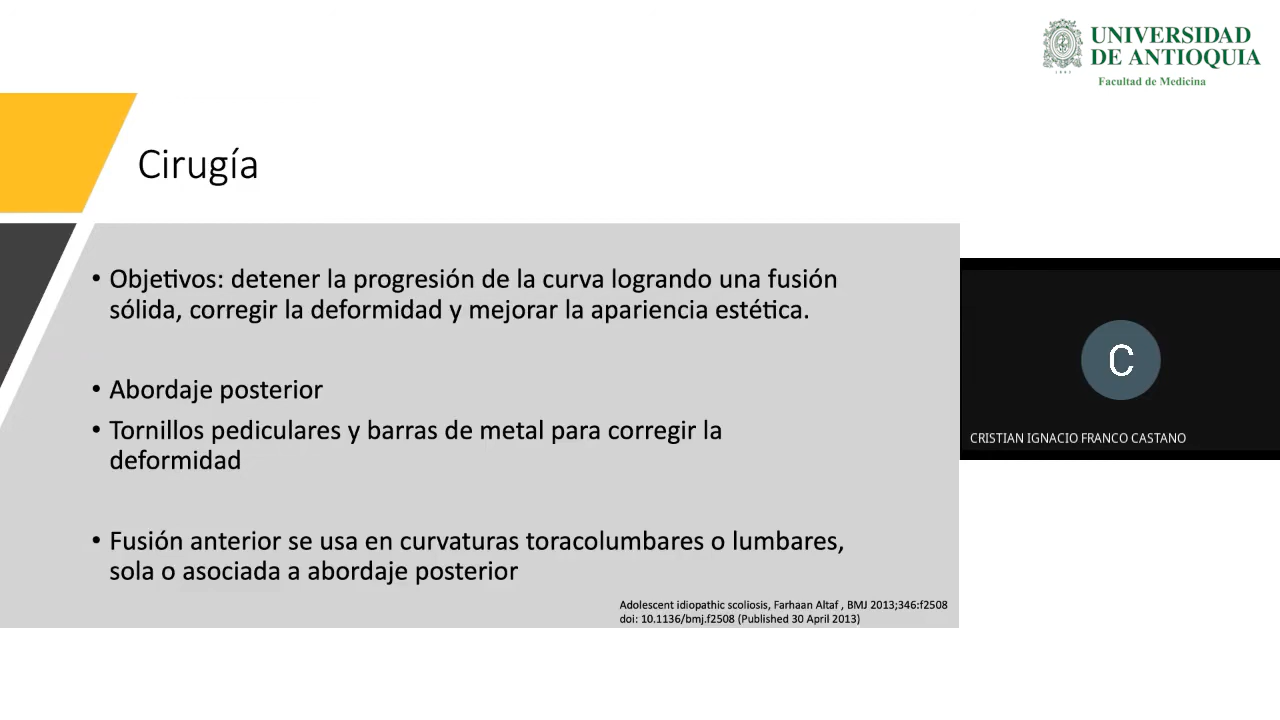 UNIVERSIDAD
DE ANTIOQUIA
1803
Facultad de Medicina
Cirugía
• Objetivos: detener la progresión de la curva logrando una fusión
sólida, corregir la deformidad y mejorar la apariencia estética.
• Abordaje posterior
• Tornillos pediculares y barras de metal para corregir la
deformidad
• Fusión anterior se usa en curvaturas toracolumbares o lumbares,
sola o asociada a abordaje posterior
Adolescent idiopathic scoliosis, Farhaan Altaf , BMJ 2013;346:f2508
doi: 10.1136/bmj.f2508 (Published 30 April 2013)
C
CRISTIAN IGNACIO FRANCO CASTANO